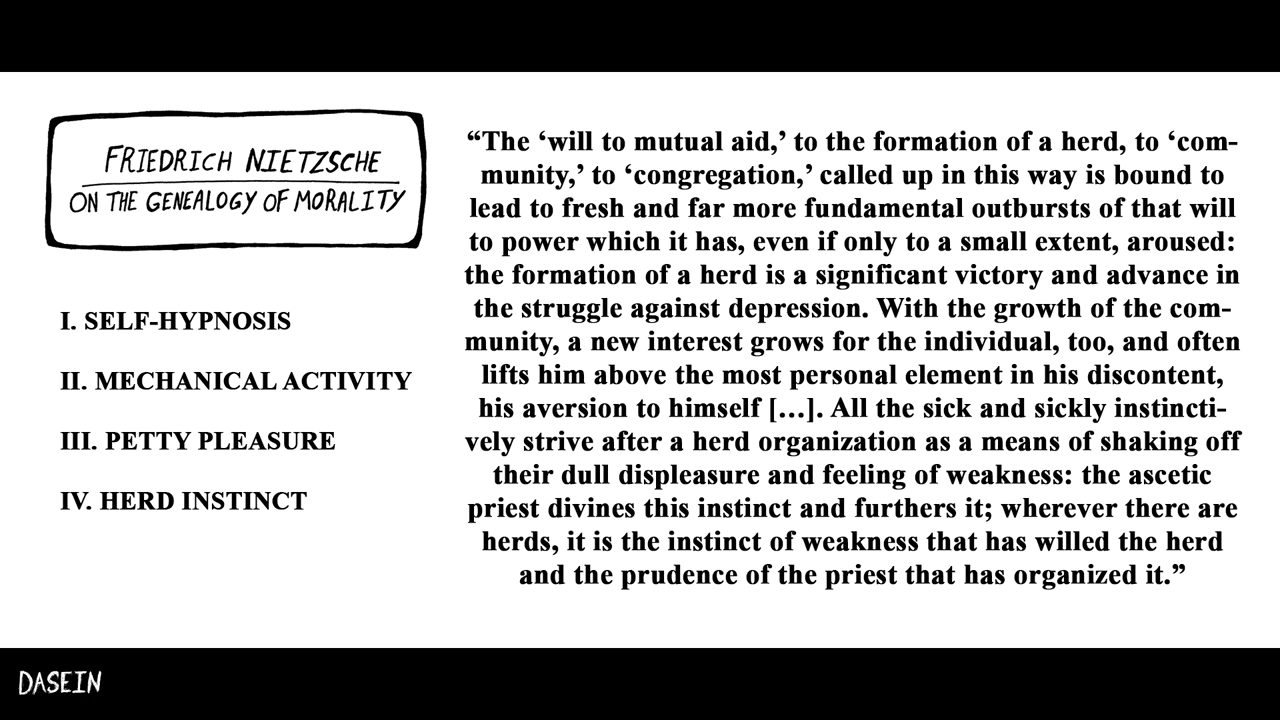 FRIEDRICH NIETZSCHE
ON THE GENEALOGY OF MORALITY
I. SELF-HYPNOSIS
II. MECHANICAL ACTIVITY
III. PETTY PLEASURE
IV. HERD INSTINCT
“The ‘will to mutual aid,’ to the formation of a herd, to ‘com-
munity,’ to ‘congregation,’ called up in this way is bound to
lead to fresh and far more fundamental outbursts of that will
to power which it has, even if only to a small extent, aroused:
the formation of a herd is a significant victory and advance in
the struggle against depression. With the growth of the com-
munity, a new interest grows for the individual, too, and often
lifts him above the most personal element in his discontent,
his aversion to himself […]. All the sick and sickly instincti-
vely strive after a herd organization as a means of shaking off
their dull displeasure and feeling of weakness: the ascetic
priest divines this instinct and furthers it; wherever there are
herds, it is the instinct of weakness that has willed the herd
and the prudence of the priest that has organized it.”
DASEIN